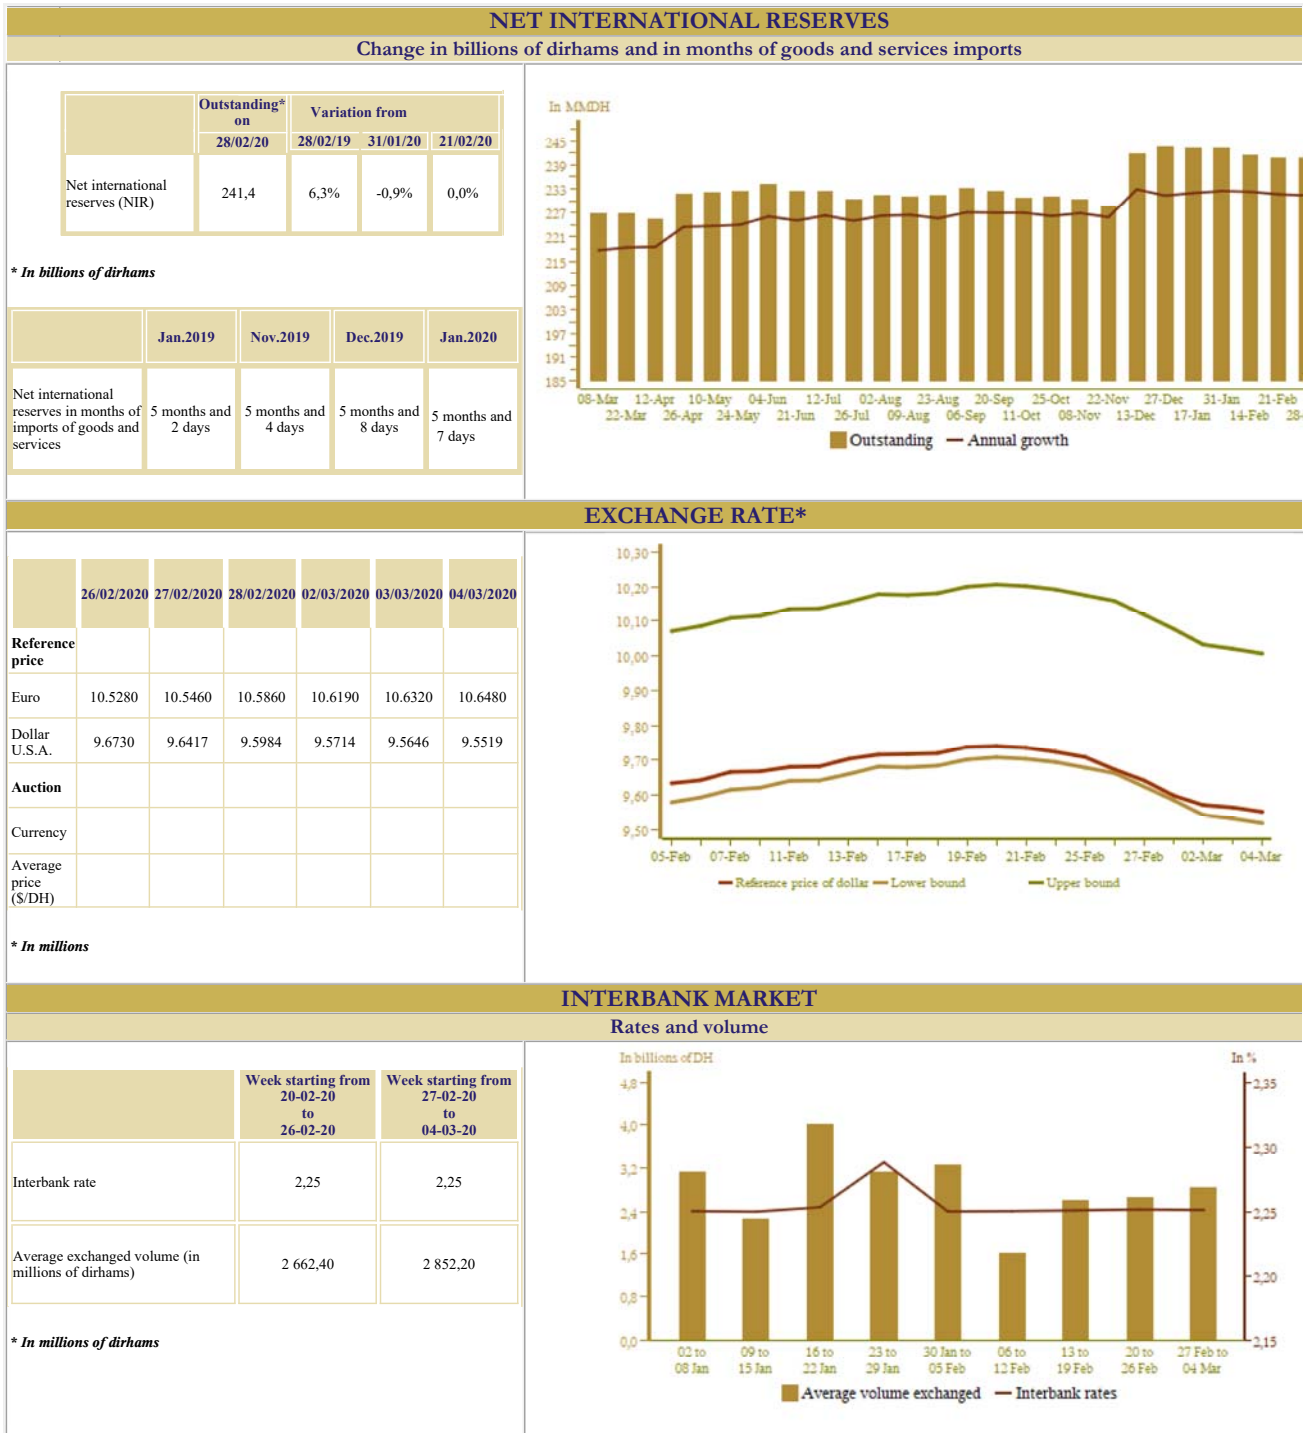 NET INTERNATIONAL RESERVES
Change in billions of dirhams and in months of goods and services imports
Outstanding*
on
Variation from
28/02/20 28/02/19 31/01/20 21/02/20
Net international
reserves (NIR)
241,4 6,3% -0,9% 0,0%
* In billions of dirhams
Jan.2019 Nov.2019 Dec.2019 Jan.2020
Net international
reserves in months of
imports of goods and
services
5 months and
2 days
5 months and
4 days
5 months and
8 days
5 months and
7 days
In MMDH
245
239
233
227
221
215
209
203
197
191
185
08-Mar 12-Apr 10-May 04-Jun 12-Jul 02-Aug 23-Aug 20-Sep 25-Oct 22-Nov 27-Dec 31-Jan 21-Feb
22-Mar 26-Apr 24-May 21-Jun 26-Jul 09-Aug 06-Sep 11-Oct 08-Nov 13-Dec 17-Jan 14-Feb 28-
Outstanding Annual growth
EXCHANGE RATE*
26/02/2020 27/02/2020 28/02/2020 02/03/2020 03/03/2020 04/03/2020
Reference
price
Euro 10.5280 10.5460 10.5860 10.6190 10.6320 10.6480
Dollar
U.S.A.
9.6730 9.6417 9.5984 9.5714 9.5646 9.5519
Auction
Currency
Average
price
($/DH)
* In millions
10,30
10,20
10,10
10,00
9,90
9,80
9,70
9,60
9,50
05-Feb 07-Feb 11-Feb 13-Feb 17-Feb 19-Feb 21-Feb 25-Feb 27-Feb 02-Mar 04-Mar
Reference price of dollar Lower bound Upper bound
INTERBANK MARKET
Rates and volume
Week starting from
20-02-20
to
26-02-20
Week starting from
27-02-20
to
04-03-20
Interbank rate 2,25 2,25
Average exchanged volume (in
millions of dirhams)
2 662,40 2 852,20
* In millions of dirhams
In billions of DH In %
4,8
4,0
3,2
2,4
1,6
0,8
0,0
2,35
2,30
2,25
2,20
2,15
02 to 09 to 16 to 23 to 30 Jan to 06 to 13 to 20 to 27 Feb to
08 Jan 15 Jan 22 Jan 29 Jan 05 Feb 12 Feb 19 Feb 26 Feb 04 Mar
Average volume exchanged Interbank rates